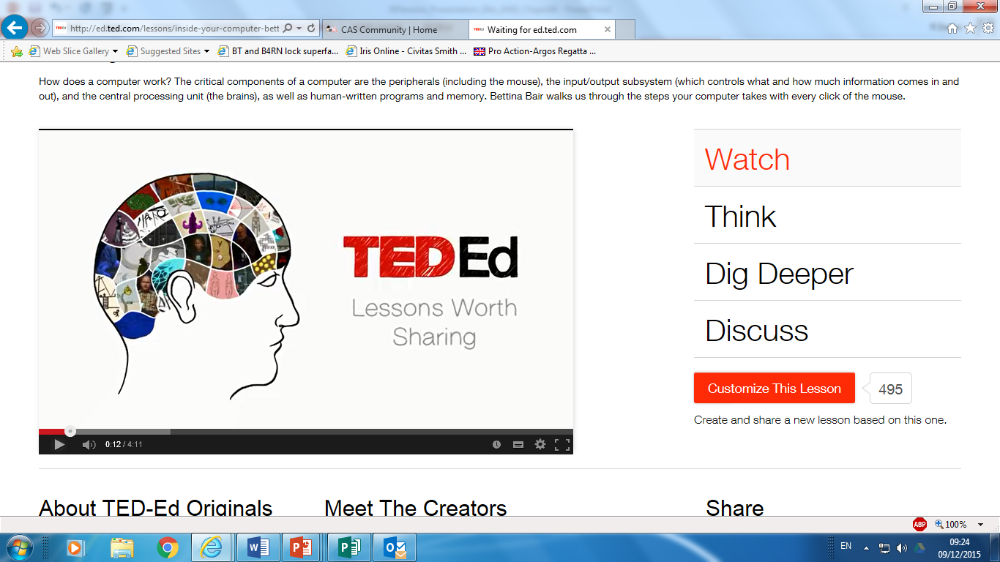 http://ed.ted.com/lessons/inside-your-computer-bett
CAS Community | Home
Waiting for ed.ted.com
Web Slice Gallery
Suggested Sites
BT and B4RN lock superfa...
Iris Online - Civitas Smith ...
Pro Action-Argos Regatta ...
How does a computer work? The critical components of a computer are the peripherals (including the mouse), the input/output subsystem (which controls what and how much information comes in and
out), and the central processing unit (the brains), as well as human-written programs and memory. Bettina Bair walks us through the steps your computer takes with every click of the mouse.
TEDEd
Lessons Worth
Sharing
0:12 / 4:11
Watch
Think
Dig Deeper
Discuss
Customize This Lesson
495
Create and share a new lesson based on this one.
About TED-Ed Originals
Meet The Creators
Share
ABP
100%
EN
09:24
09/12/2015